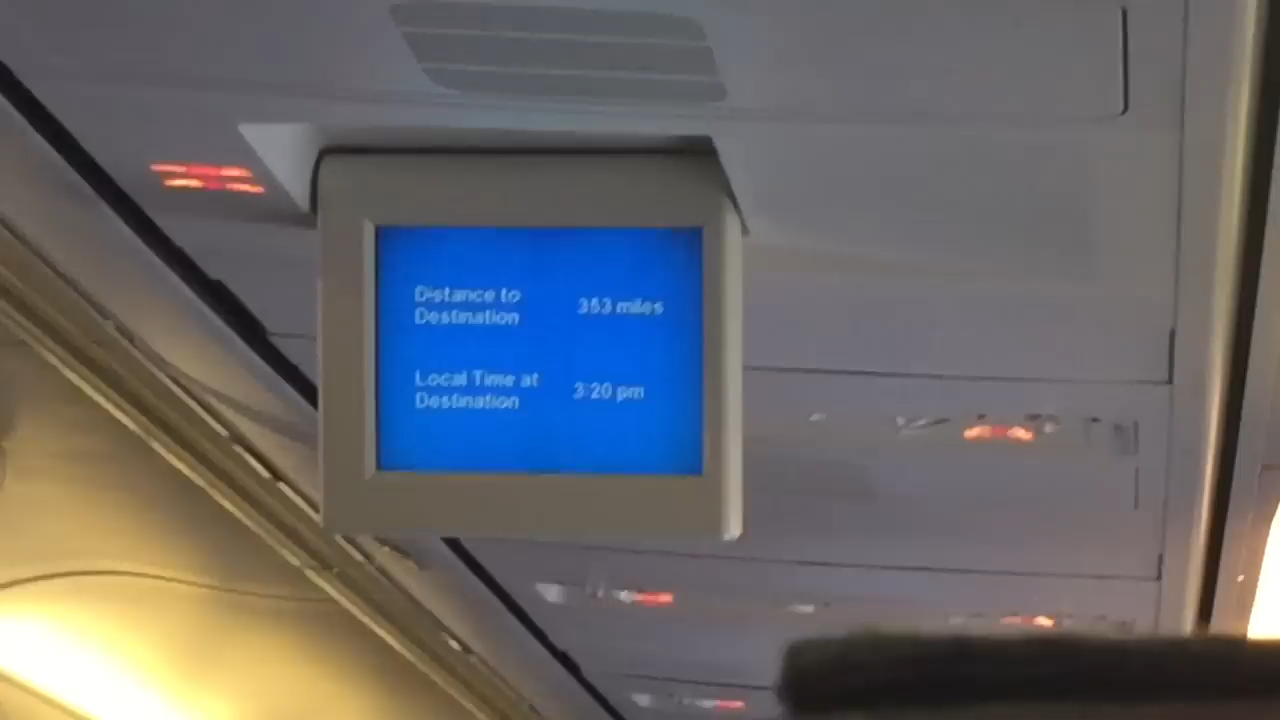 Distance to
Destination
353 miles
Local Time at
Destination
3:20 pm